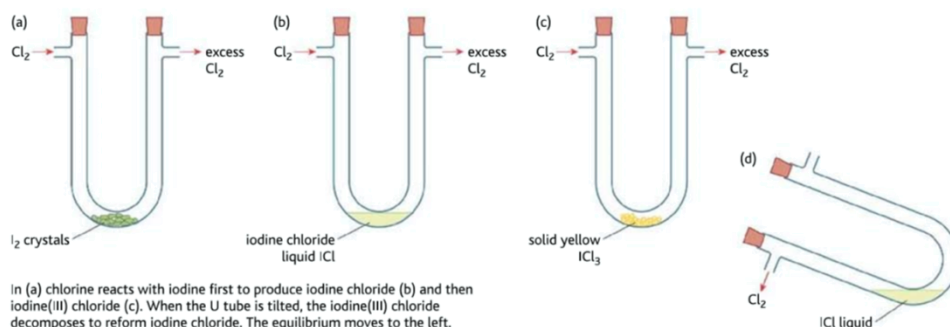 (a)
Cl2
excess
Cl2
I2 crystals
(b)
Cl2
excess
Cl2
iodine chloride
liquid ICl
(c)
Cl2
excess
Cl2
solid yellow
ICl3
(d)
Cl2
ICl liquid
In (a) chlorine reacts with iodine first to produce iodine chloride (b) and then
iodine(III) chloride (c). When the U tube is tilted, the iodine(III) chloride
decomposes to reform iodine chloride. The equilibrium moves to the left.